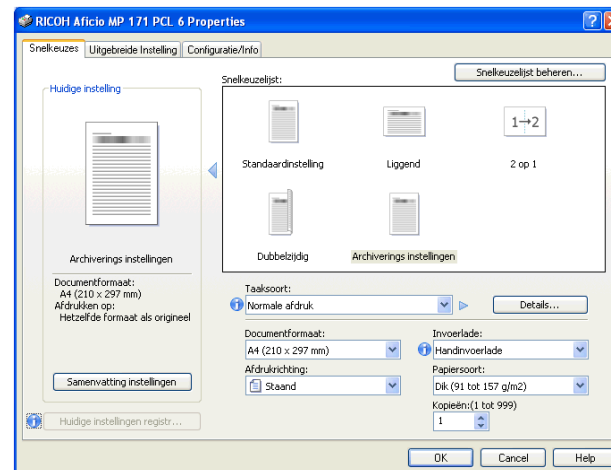 RICOH Aficio MP 171 PCL 6 Properties
Snelkeuzes
Uitgebreide Instelling
Configuratie/Info
Huidige instelling
Archiverings instellingen
Documentformaat:
A4 (210 x 297 mm)
Afdrukken op:
Hetzelfde formaat als origineel
Samenvatting instellingen
Huidige instellingen registr...
Snelkeuzelijst:
Snelkeuzelijst beheren...
Standaardinstelling
Liggend
1→2
2 op 1
Dubbelzijdig
Archiverings instellingen
Taaksoort:
Normale afdruk
Details...
Documentformaat:
A4 (210 x 297 mm)
Afdrukrichting:
Staand
Invoerlade:
Handinvoerlade
Papiersoort:
Dik (91 tot 157 g/m2)
Kopieën:(1 tot 999)
1
OK
Cancel
Help